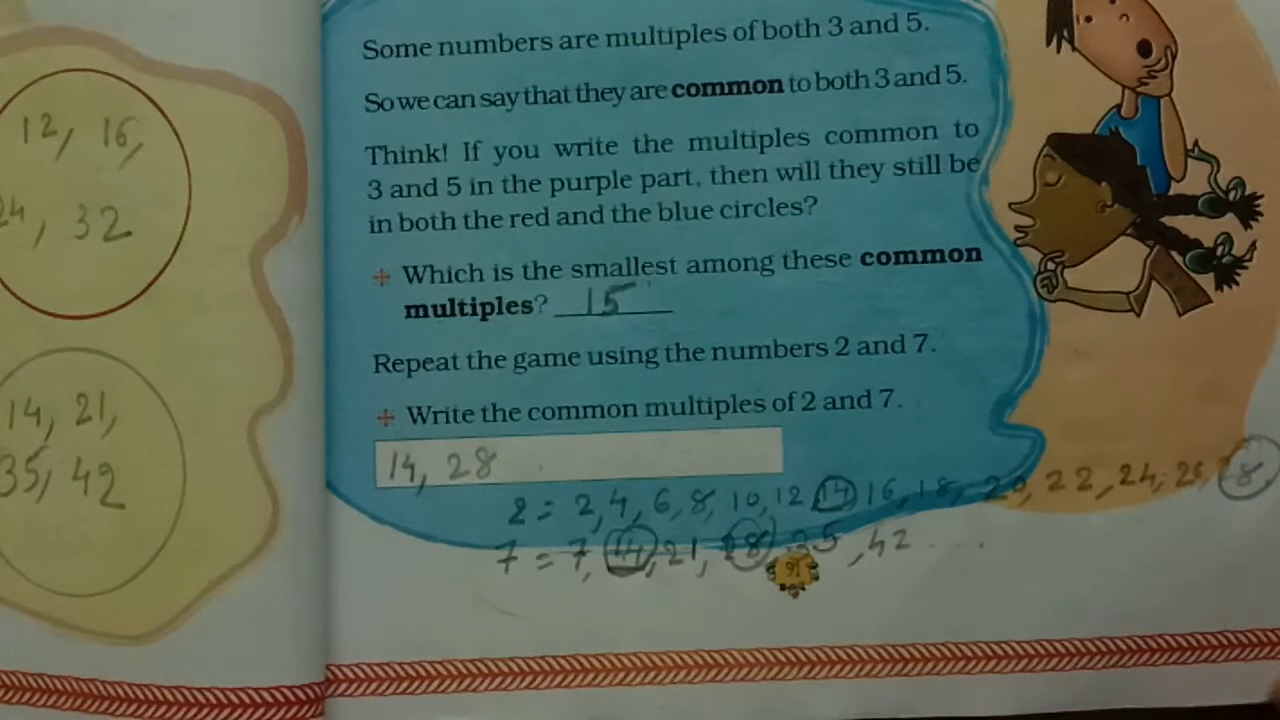 12, 16,
24, 32
14, 21,
35, 42
Some numbers are multiples of both 3 and 5.
So we can say that they are common to both 3 and 5.
Think! If you write the multiples common to
3 and 5 in the purple part, then will they still be
in both the red and the blue circles?
Which is the smallest among these common
multiples? 15
Repeat the game using the numbers 2 and 7.
Write the common multiples of 2 and 7.
14, 28
2 = 2, 4, 6, 8, 10, 12 14, 16, 18, 20, 22, 24, 26, 28,
7 = 7, 14, 21, 28, 35, 42 ....
91